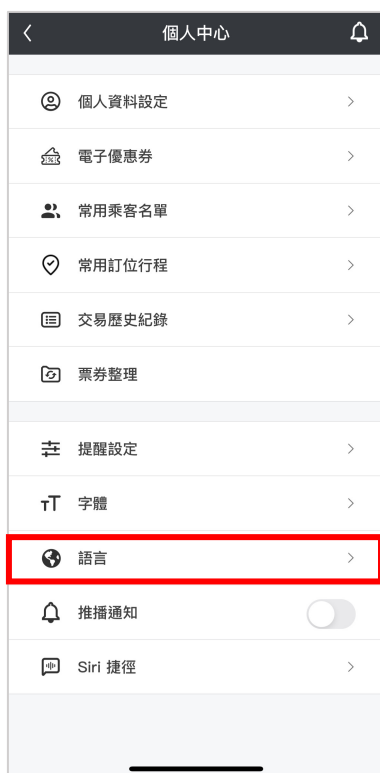 個人中心
個人資料設定
電子優惠券
常用乘客名單
常用訂位行程
交易歷史紀錄
票券整理
提醒設定
字體
語言
推播通知
Siri 捷徑